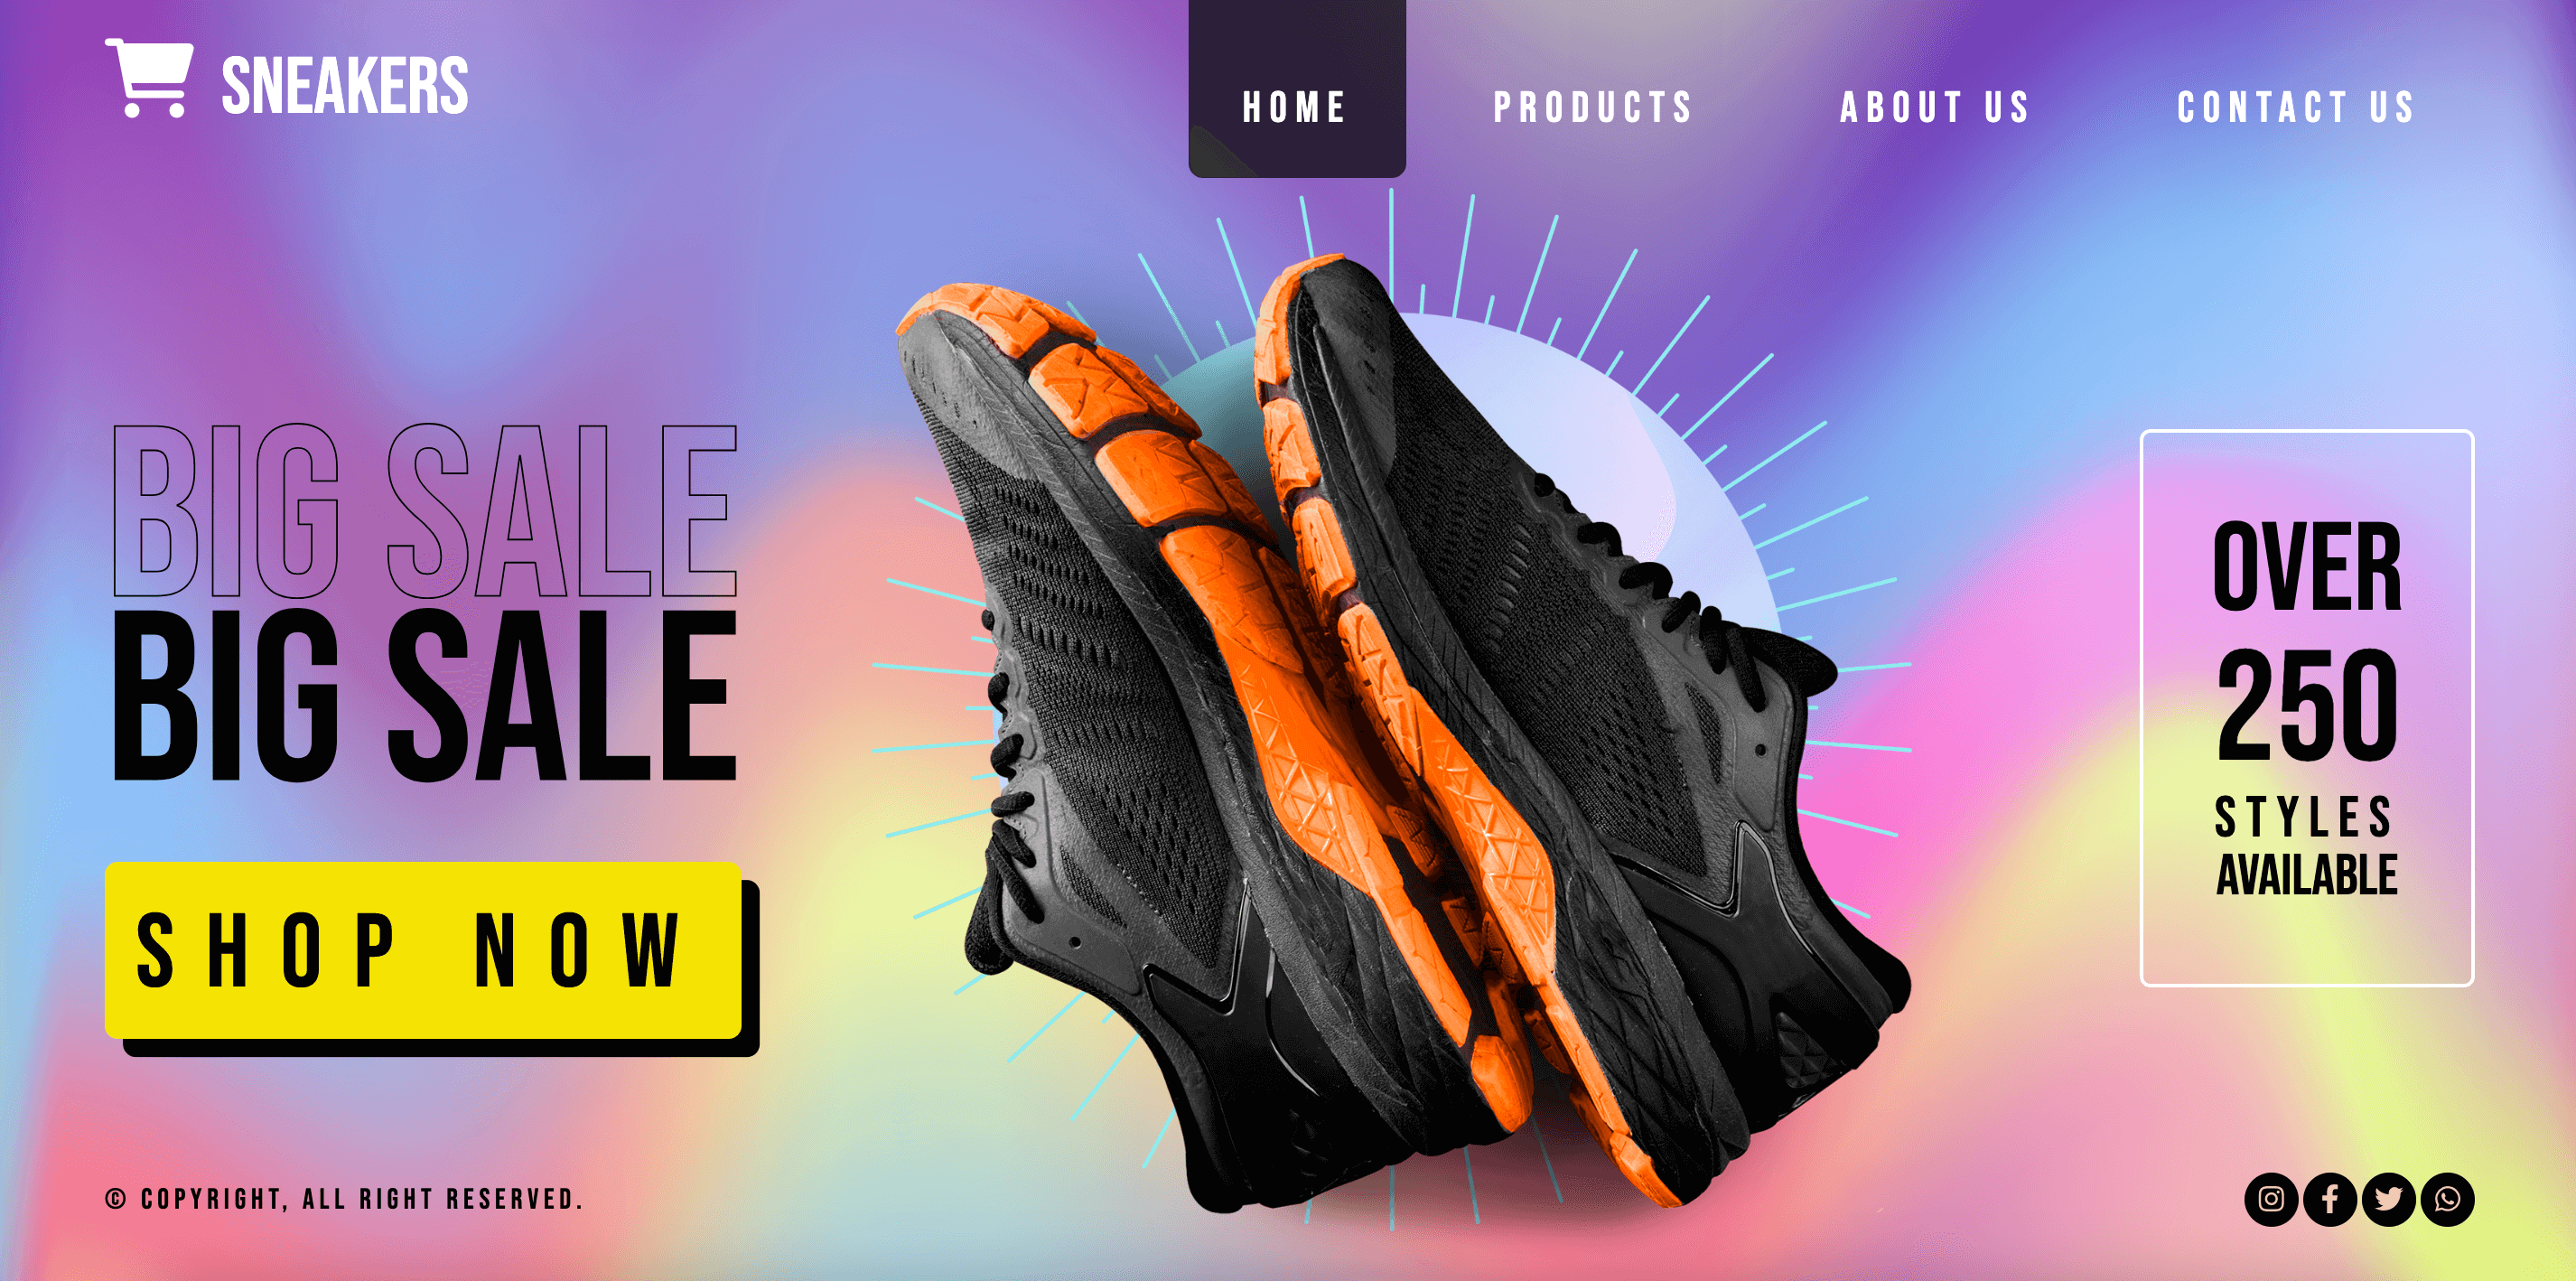 SNEAKERS
HOME PRODUCTS ABOUT US CONTACT US
BIG SALE
BIG SALE
SHOP NOW
OVER
250
STYLES
AVAILABLE
© COPYRIGHT, ALL RIGHT RESERVED.